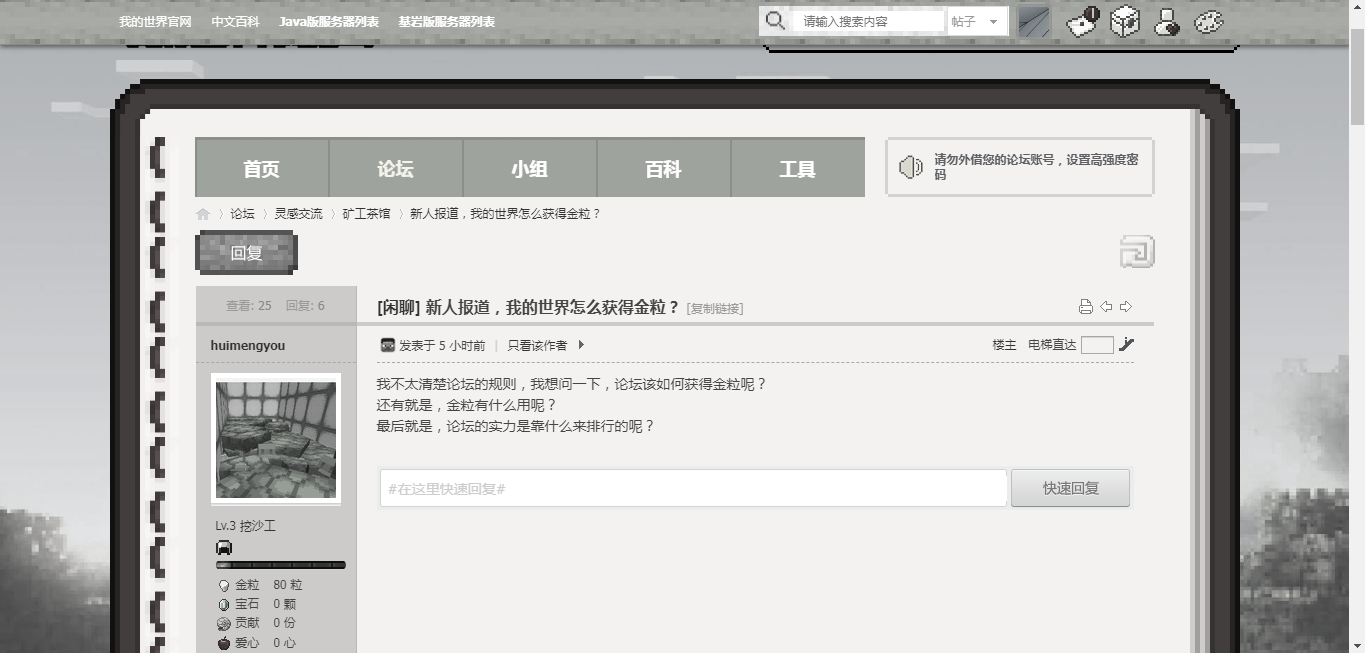 我的世界官网 中文百科 Java版服务器列表 基岩版服务器列表 请输入搜索内容 帖子
首页 论坛 小组 百科 工具
请勿外借您的论坛账号，设置高强度密
码
论坛 灵感交流 矿工茶馆 新人报道，我的世界怎么获得金粒？
回复
查看: 25 回复: 6
[闲聊] 新人报道，我的世界怎么获得金粒？ [复制链接]
huimengyou
发表于 5 小时前 | 只看该作者
楼主 电梯直达
我不太清楚论坛的规则，我想问一下，论坛该如何获得金粒呢？
还有就是，金粒有什么用呢？
最后就是，论坛的实力是靠什么来排行的呢？
#在这里快速回复# 快速回复
Lv.3 挖沙工
金粒 80 粒
宝石 0 颗
贡献 0 份
爱心 0 心